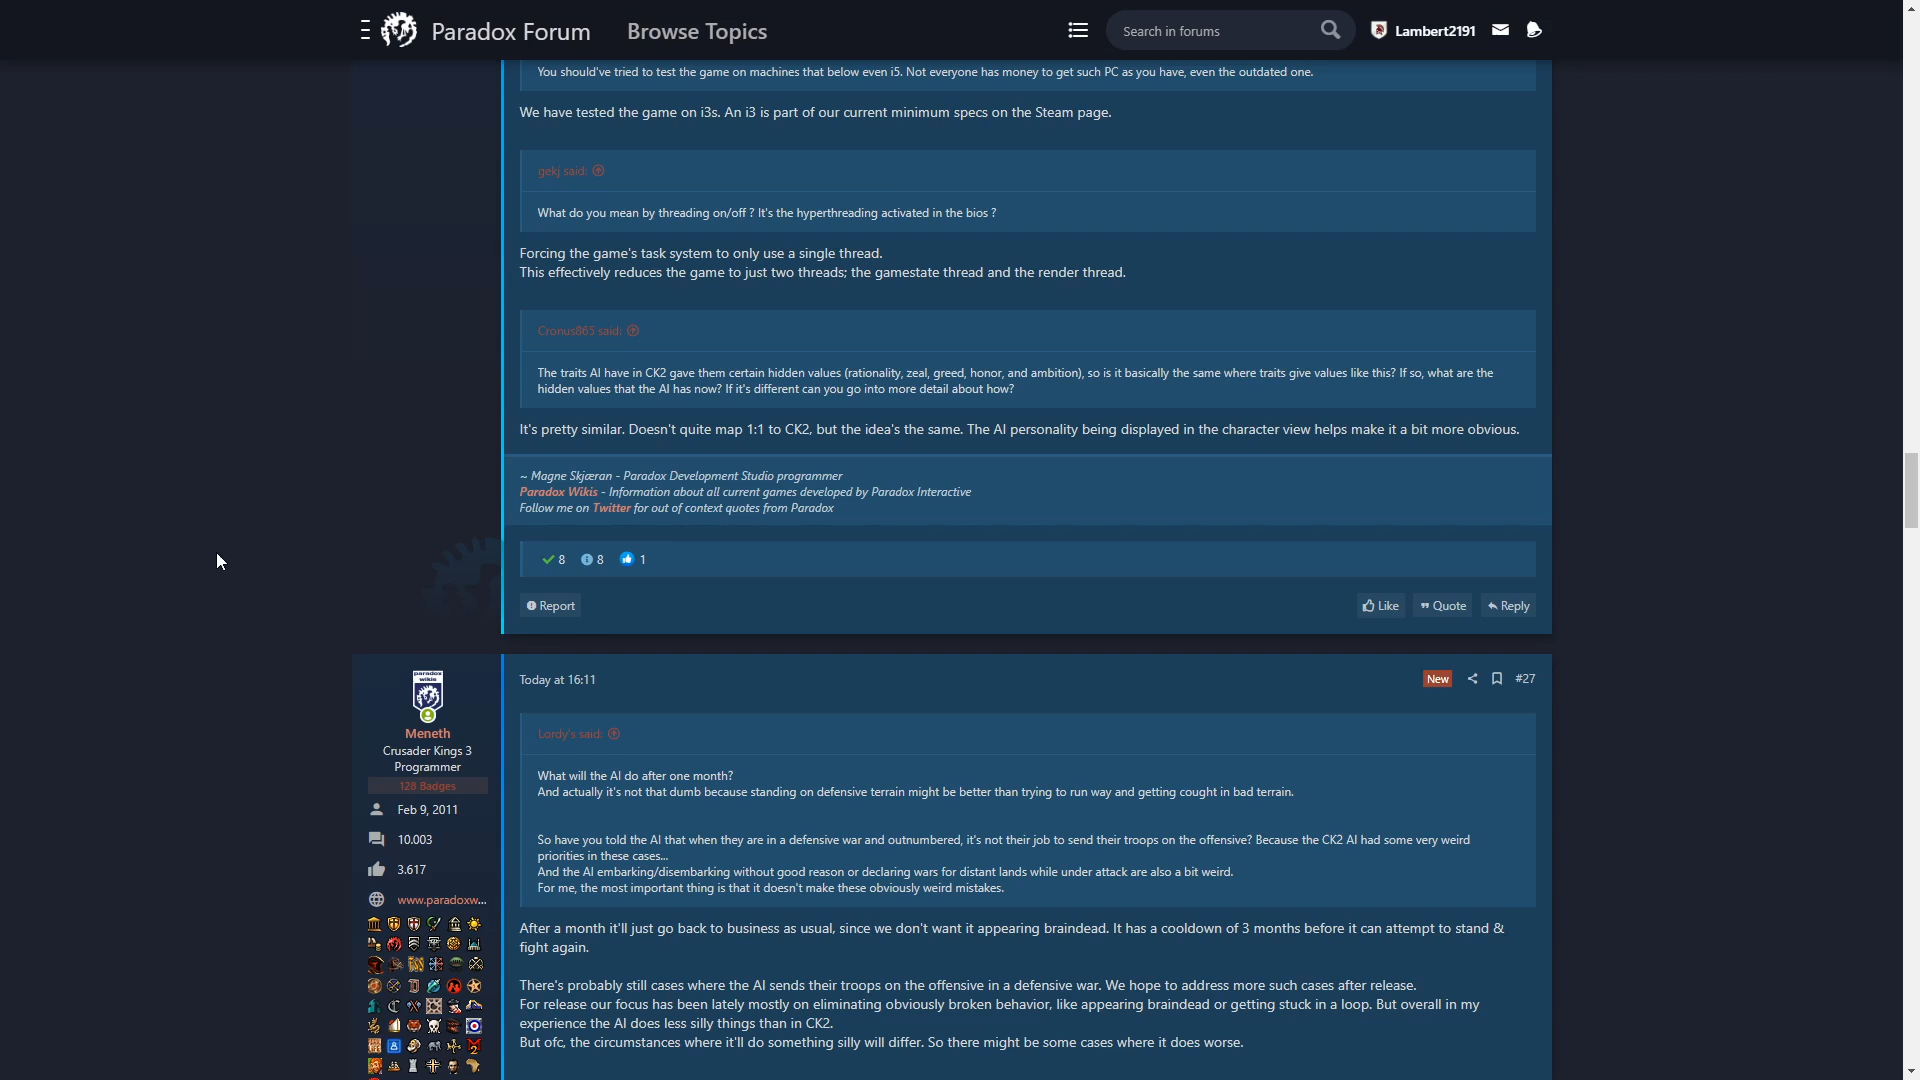 Paradox Forum
Browse Topics
Search in forums
Lambert2191
You should've tried to test the game on machines that below even i5. Not everyone has money to get such PC as you have, even the outdated one.
We have tested the game on i3s. An i3 is part of our current minimum specs on the Steam page.
gekj said:
What do you mean by threading on/off ? It's the hyperthreading activated in the bios ?
Forcing the game's task system to only use a single thread.
This effectively reduces the game to just two threads; the gamestate thread and the render thread.
Cronus865 said:
The traits AI have in CK2 gave them certain hidden values (rationality, zeal, greed, honor, and ambition), so is it basically the same where traits give values like this? If so, what are the
hidden values that the AI has now? If it's different can you go into more detail about how?
It's pretty similar. Doesn't quite map 1:1 to CK2, but the idea's the same. The AI personality being displayed in the character view helps make it a bit more obvious.
~ Magne Skjæran - Paradox Development Studio programmer
Paradox Wikis - Information about all current games developed by Paradox Interactive
Follow me on Twitter for out of context quotes from Paradox
8 8 1
Report
Like
Quote
Reply
paradox
wikis
Meneth
Crusader Kings 3
Programmer
128 Badges
Feb 9, 2011
10.003
3.617
www.paradoxw...
Today at 16:11
New
#27
Lordy's said:
What will the AI do after one month?
And actually it's not that dumb because standing on defensive terrain might be better than trying to run way and getting cought in bad terrain.
So have you told the AI that when they are in a defensive war and outnumbered, it's not their job to send their troops on the offensive? Because the CK2 AI had some very weird
priorities in these cases...
And the AI embarking/disembarking without good reason or declaring wars for distant lands while under attack are also a bit weird.
For me, the most important thing is that it doesn't make these obviously weird mistakes.
After a month it'll just go back to business as usual, since we don't want it appearing braindead. It has a cooldown of 3 months before it can attempt to stand &
fight again.
There's probably still cases where the AI sends their troops on the offensive in a defensive war. We hope to address more such cases after release.
For release our focus has been lately mostly on eliminating obviously broken behavior, like appearing braindead or getting stuck in a loop. But overall in my
experience the AI does less silly things than in CK2.
But ofc, the circumstances where it'll do something silly will differ. So there might be some cases where it does worse.